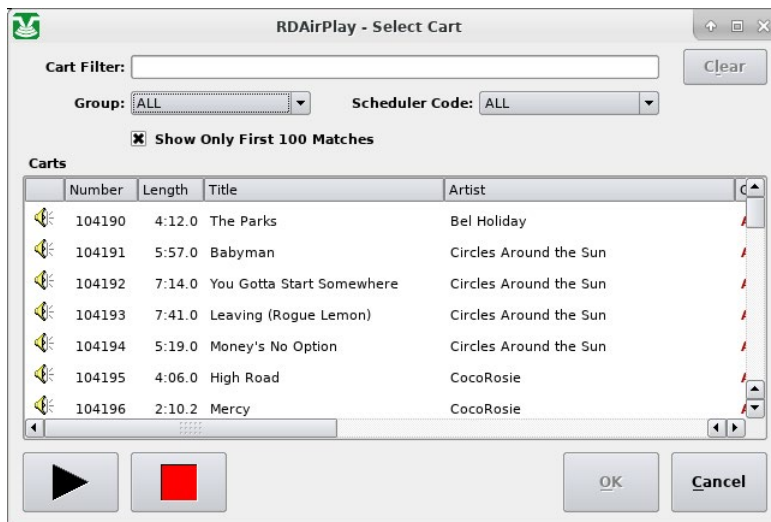 RDAirPlay - Select Cart
Cart Filter: Clear
Group: ALL Scheduler Code: ALL
Show Only First 100 Matches
Carts
Number Length Title Artist
104190 4:12.0 The Parks Bel Holiday
104191 5:57.0 Babyman Circles Around the Sun
104192 7:14.0 You Gotta Start Somewhere Circles Around the Sun
104193 7:41.0 Leaving (Rogue Lemon) Circles Around the Sun
104194 5:19.0 Money's No Option Circles Around the Sun
104195 4:06.0 High Road CocoRosie
104196 2:10.2 Mercy CocoRosie
OK Cancel